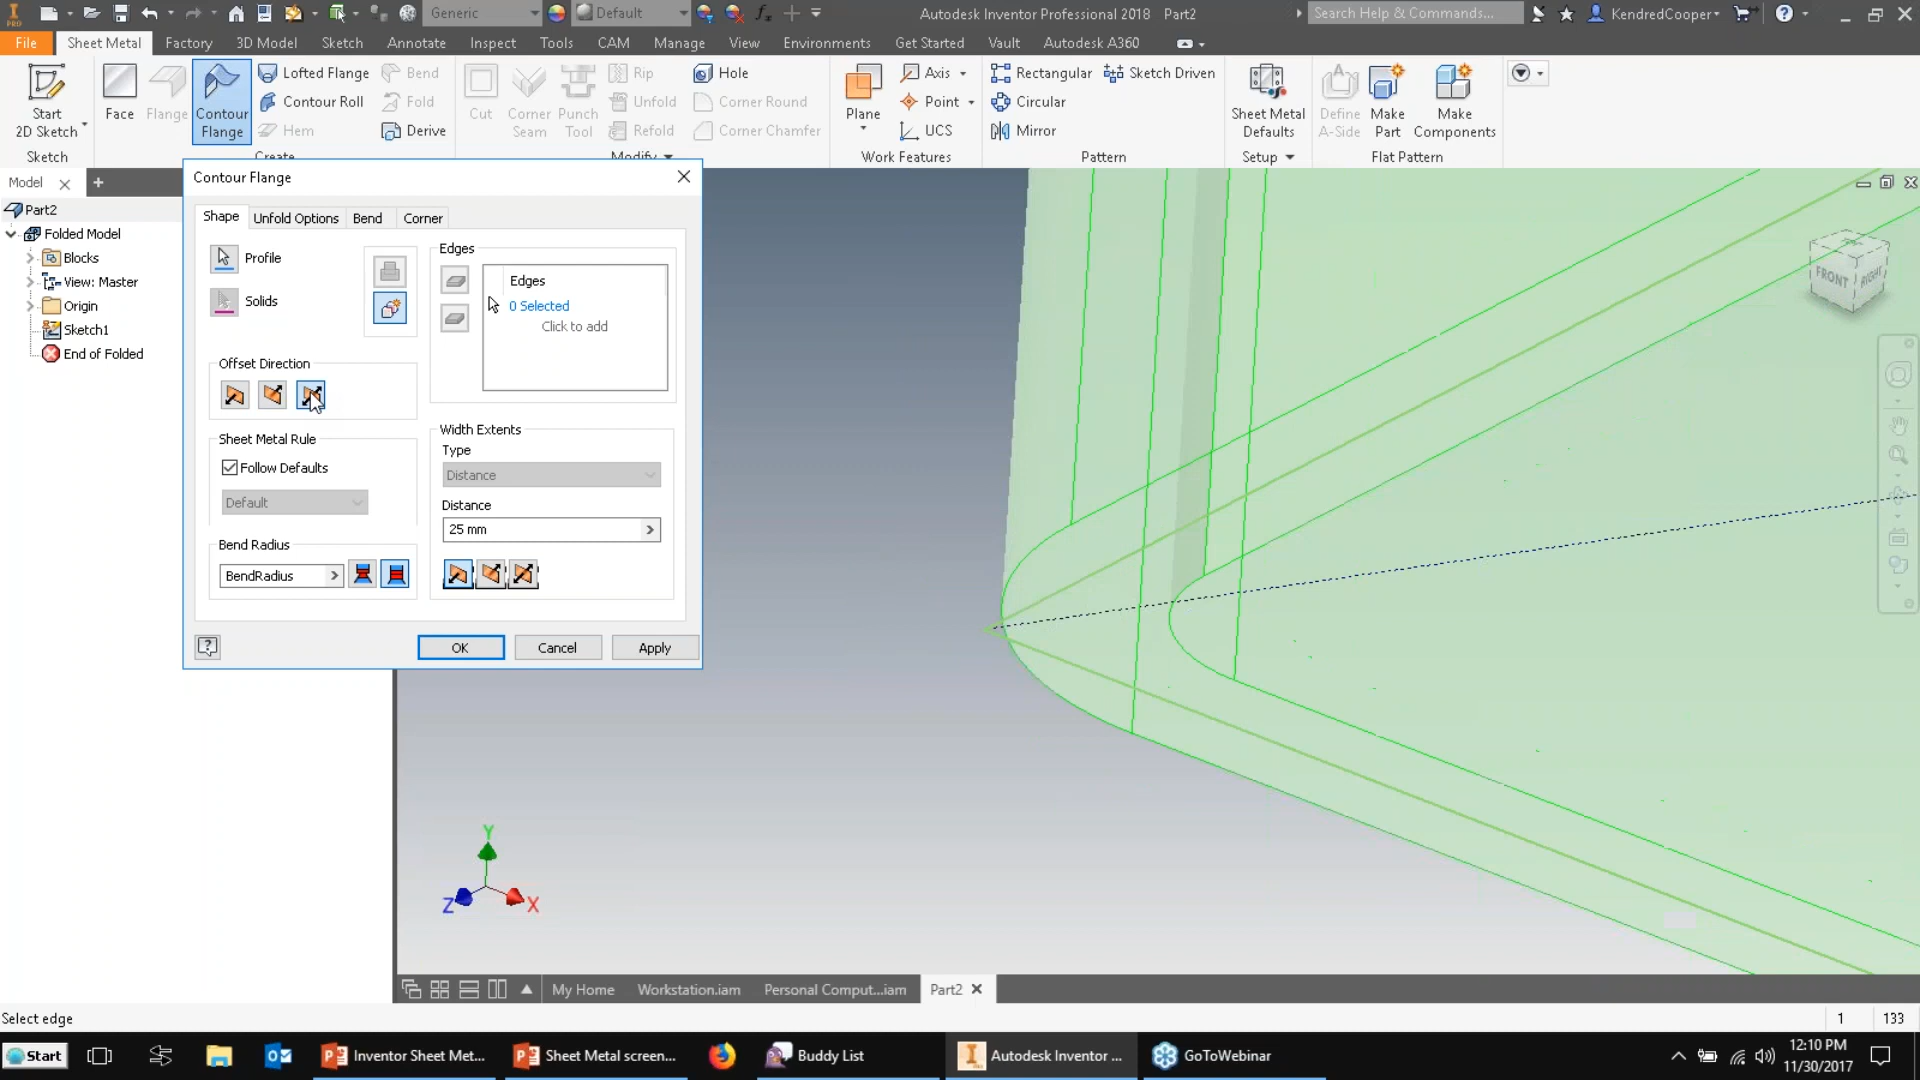 PRO
Generic
Default
Autodesk Inventor Professional 2018 Part2
Search Help & Commands...
KendredCooper
File
Sheet Metal
Factory
3D Model
Sketch
Annotate
Inspect
Tools
CAM
Manage
View
Environments
Get Started
Vault
Autodesk A360
Start
2D Sketch
Face
Flange
Contour
Flange
Lofted Flange
Contour Roll
Hem
Bend
Fold
Derive
Cut
Corner
Seam
Punch
Tool
Rip
Unfold
Refold
Hole
Corner Round
Corner Chamfer
Plane
Axis
Point
UCS
Rectangular
Circular
Mirror
Sketch Driven
Sheet Metal
Defaults
Define
A-Side
Make
Part
Make
Components
Sketch
Create
Modify
Work Features
Pattern
Setup
Flat Pattern
Model
Part2
Folded Model
Blocks
View: Master
Origin
Sketch1
End of Folded
Contour Flange
Shape
Unfold Options
Bend
Corner
Profile
Solids
Edges
Edges
0 Selected
Click to add
Offset Direction
Sheet Metal Rule
Follow Defaults
Default
Bend Radius
BendRadius
Width Extents
Type
Distance
Distance
25 mm
OK
Cancel
Apply
FRONT
RIGHT
Y
Z
X
My Home
Workstation.iam
Personal Comput...iam
Part2
Select edge
1
133
Start
Inventor Sheet Met...
Sheet Metal screen...
Buddy List
Autodesk Inventor ...
GoToWebinar
12:10 PM
11/30/2017